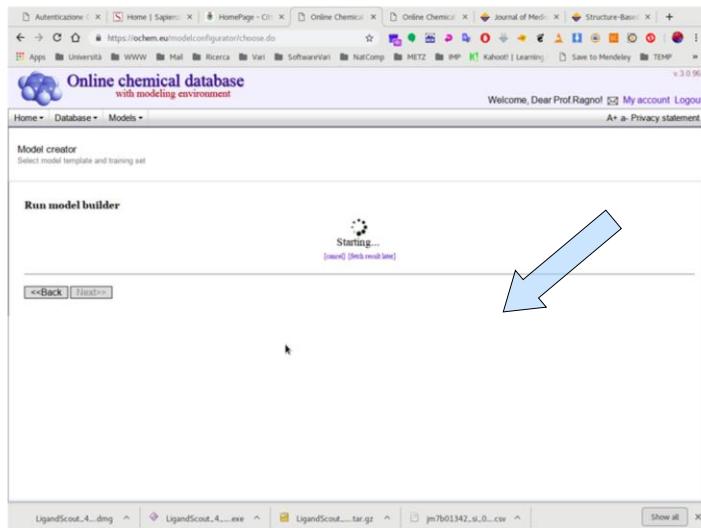 Home | Sapienz
HomePage - Cit
Online Chemical
Online Chemical
Journal of Medic
Structure-Based
https://ochem.eu/modelconfigurator/choose.do
Apps Università WWW Mail Ricerca Vari SoftwareVari NatComp METZ IMP Kahoot! | Learning Save to Mendeley TEMP »
v.3.0.96
Online chemical database
with modeling environment
Welcome, Dear Prof.Ragno! My account Logout
Home Database Models A+ a- Privacy statement
Model creator
Select model template and training set
Run model builder
Starting...
[cancel] [fetch result later]
<<Back Next>>
LigandScout_4....dmg LigandScout_4.....exe LigandScout_....tar.gz jm7b01342_si_0....csv Show all